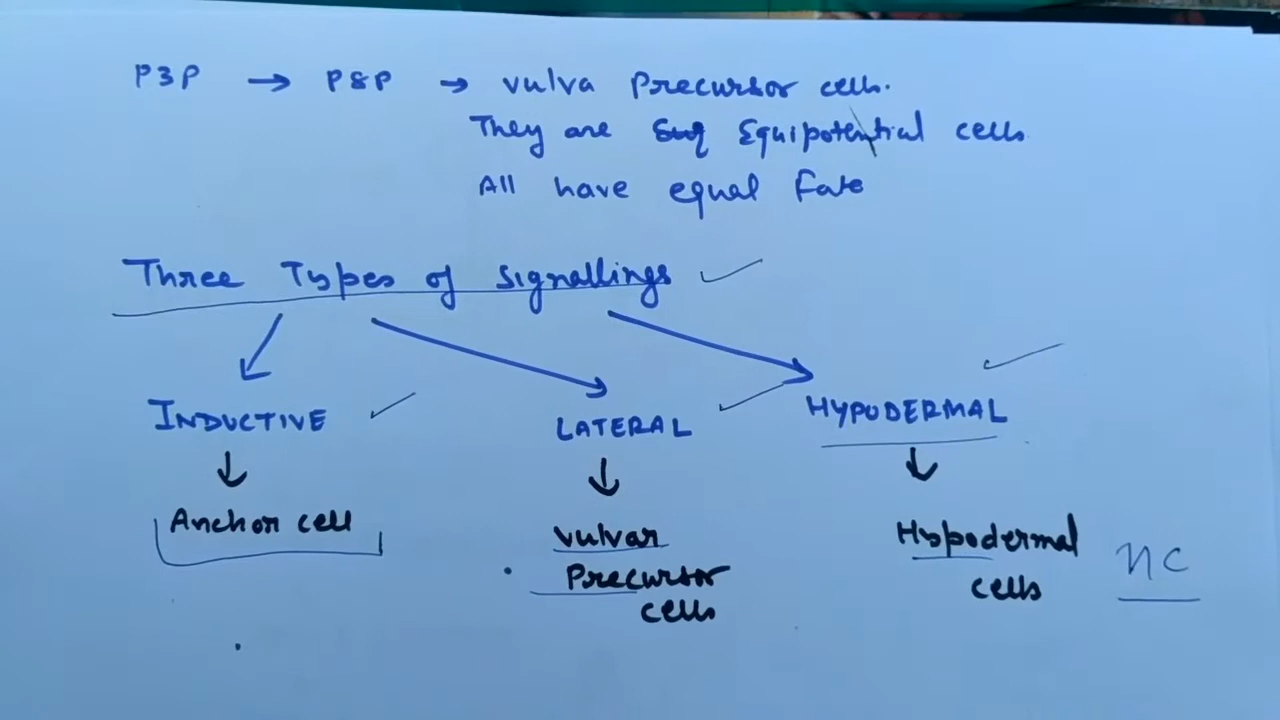 P3P → P8P → vulva Precursor cells.
They are Equipotential cells
All have equal fate
Three Types of Signallings
INDUCTIVE LATERAL HYPODERMAL
Anchor cell
vulvar
Precursor
cells
Hypodermal
cells
nc